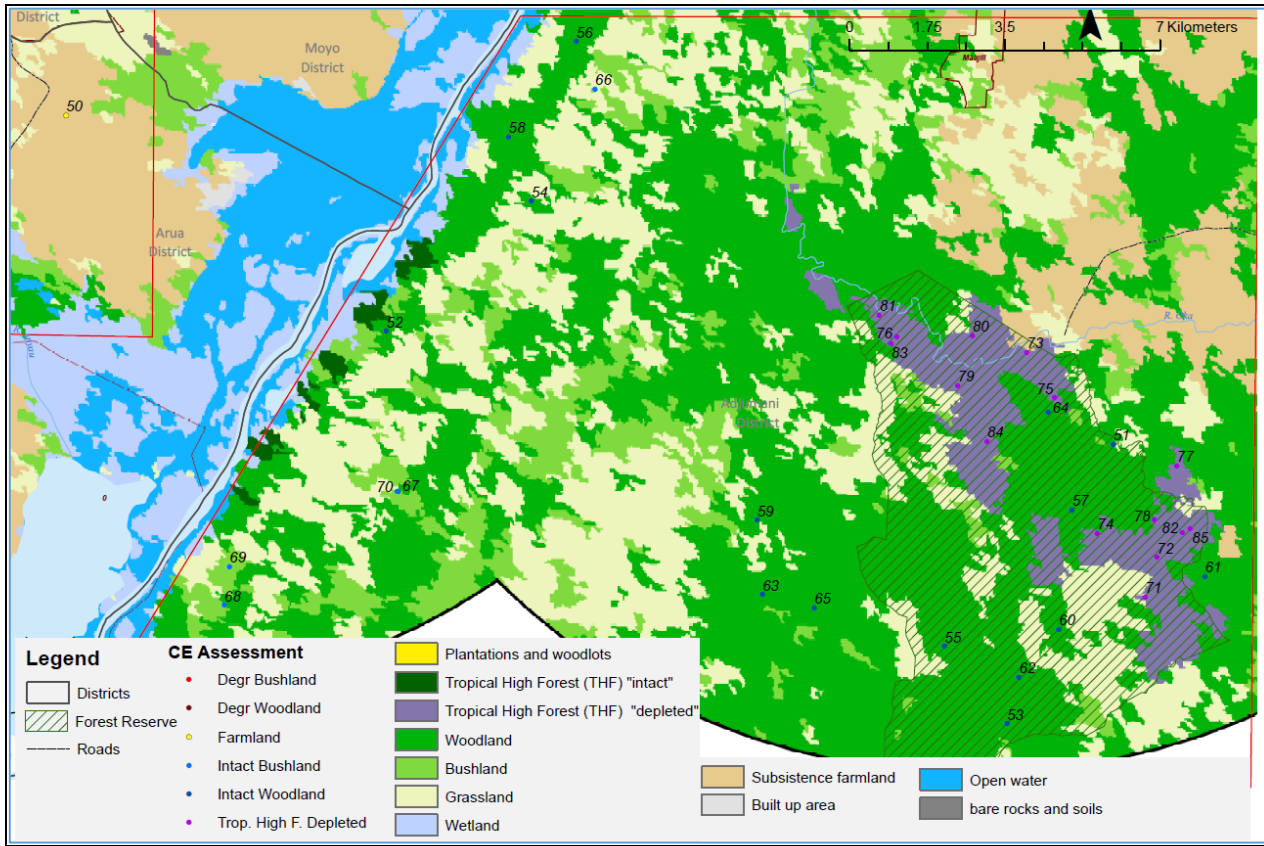 District
Moyo
District
0
1.75
3.5
7 Kilometers
56
66
50
58
54
Arua
District
52
81
80
76
83
73
R. Oka
79
75
64
Adjumani
District
84
51
77
70
67
0
59
57
78
74
82
85
72
69
61
63
65
71
68
60
55
62
53
Legend
Districts
Forest Reserve
Roads
CE Assessment
Degr Bushland
Degr Woodland
Farmland
Intact Bushland
Intact Woodland
Trop. High F. Depleted
Plantations and woodlots
Tropical High Forest (THF) "intact"
Tropical High Forest (THF) "depleted"
Woodland
Bushland
Grassland
Wetland
Subsistence farmland
Built up area
Open water
bare rocks and soils